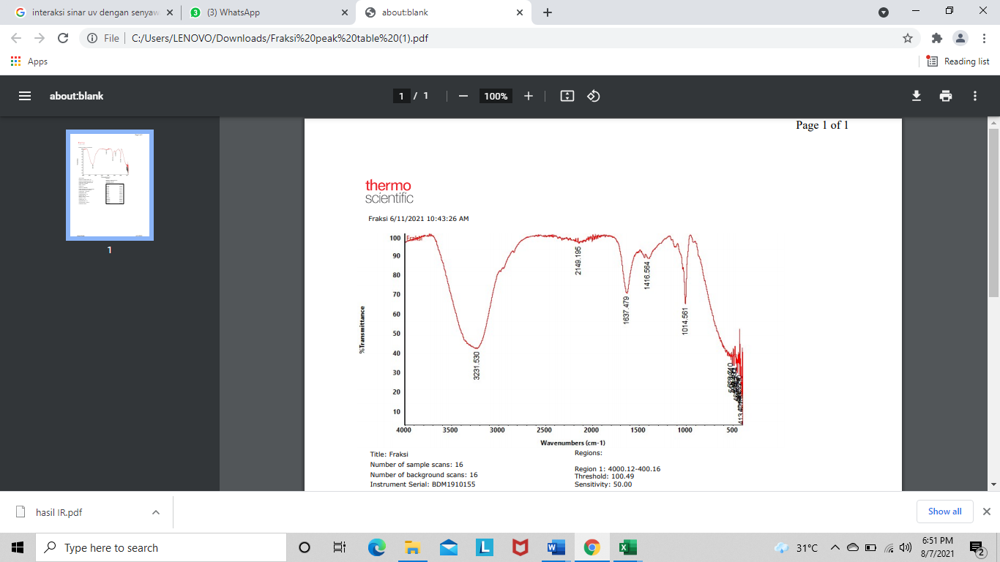 interaksi sinar uv dengan senyaw
(3) WhatsApp
about:blank
File
C:/Users/LENOVO/Downloads/Fraksi%20peak%20table%20(1).pdf
Apps
Reading list
about:blank
1 / 1
100%
1
Page 1 of 1
thermo
scientific
Fraksi 6/11/2021 10:43:26 AM
Fraksi
100
90
80
70
60
50
40
30
20
10
%Transmittance
3231.530
2149.195
1637.479
1416.564
1014.561
4000 3500 3000 2500 2000 1500 1000 500
Wavenumbers (cm-1)
Title: Fraksi
Number of sample scans: 16
Number of background scans: 16
Instrument Serial: BDM1910155
Regions:
Region 1: 4000.12-400.16
Threshold: 100.49
Sensitivity: 50.00
hasil IR.pdf
Show all
Type here to search
31°C
6:51 PM
8/7/2021
2